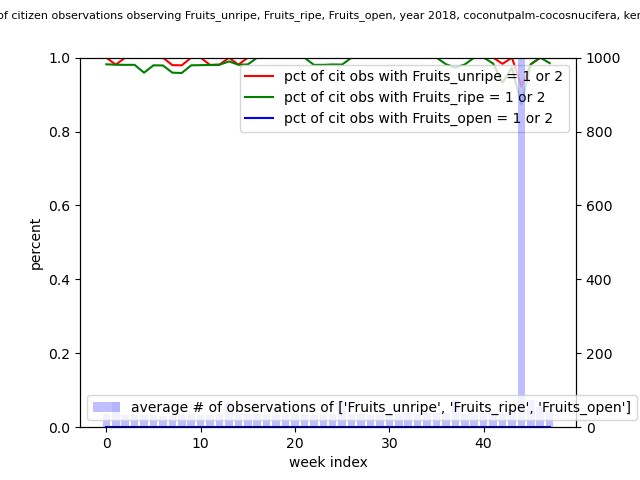 of citizen observations observing Fruits_unripe, Fruits_ripe, Fruits_open, year 2018, coconutpalm-cocosnucifera,
pct of cit obs with Fruits_unripe = 1 or 2
pct of cit obs with Fruits_ripe = 1 or 2
pct of cit obs with Fruits_open = 1 or 2
1.0
0.8
0.6
0.4
0.2
0.0
percent
1000
800
600
400
200
0
average # of observations of ['Fruits_unripe', 'Fruits_ripe', 'Fruits_open']
0 10 20 30 40
week index